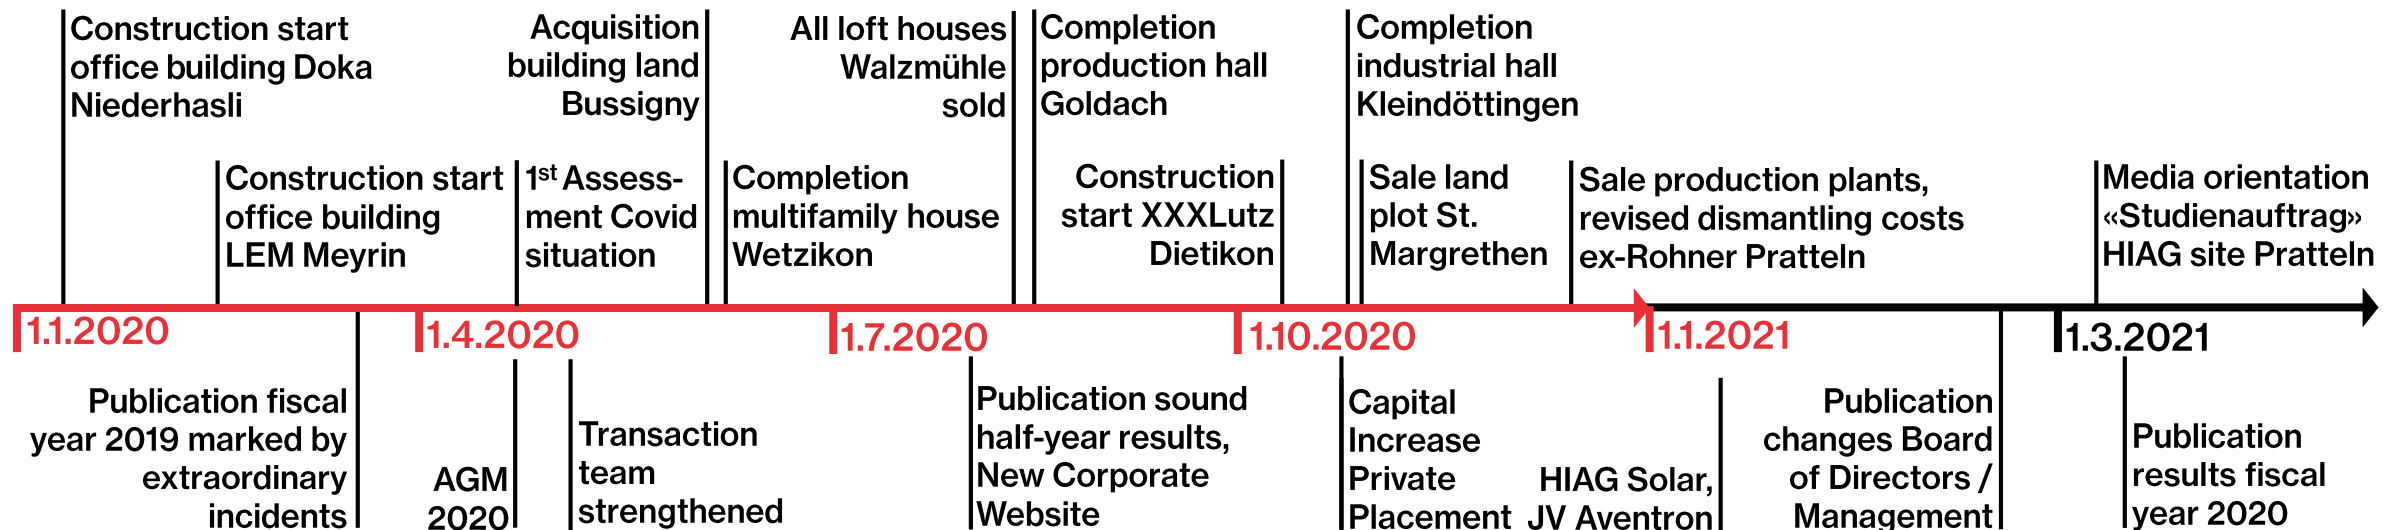 Construction start
office building Doka
Niederhasli
Acquisition
building land
Bussigny
All loft houses
Walzmühle
sold
Completion
production hall
Goldach
Completion
industrial hall
Kleindöttingen
Construction start
office building
LEM Meyrin
1st Assess-
ment Covid
situation
Completion
multifamily house
Wetzikon
Construction
start XXXLutz
Dietikon
Sale land
plot St.
Margrethen
Sale production plants,
revised dismantling costs
ex-Rohner Pratteln
Media orientation
«Studienauftrag»
HIAG site Pratteln
1.1.2020
1.4.2020
1.7.2020
1.10.2020
1.1.2021
1.3.2021
Publication fiscal
year 2019 marked by
extraordinary
incidents
AGM
2020
Transaction
team
strengthened
Publication sound
half-year results,
New Corporate
Website
Capital
Increase
Private
Placement
HIAG Solar,
JV Aventron
Publication
changes Board
of Directors /
Management
Publication
results fiscal
year 2020